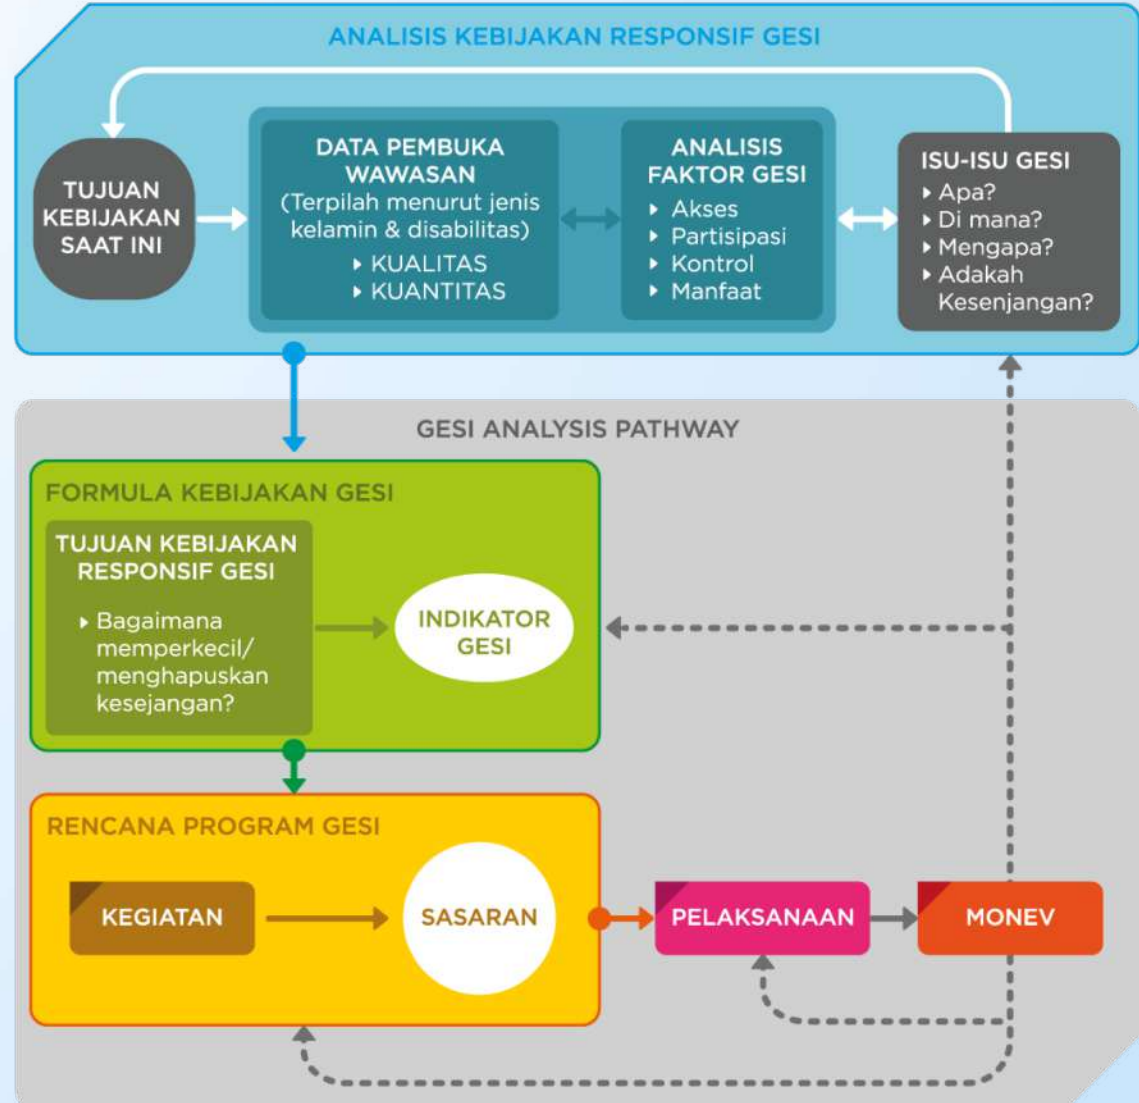 ANALISIS KEBIJAKAN RESPONSIF GESI
TUJUAN
KEBIJAKAN
SAAT INI
DATA PEMBUKA
WAWASAN
(Terpilah menurut jenis
kelamin & disabilitas)
KUALITAS
KUANTITAS
ANALISIS
FAKTOR GESI
Akses
Partisipasi
Kontrol
Manfaat
ISU-ISU GESI
Apa?
Di mana?
Mengapa?
Adakah
Kesenjangan?
GESI ANALYSIS PATHWAY
FORMULA KEBIJAKAN GESI
TUJUAN KEBIJAKAN
RESPONSIF GESI
Bagaimana
memperkecil/
menghapuskan
kesejangan?
INDIKATOR
GESI
RENCANA PROGRAM GESI
KEGIATAN
SASARAN
PELAKSANAAN
MONEV